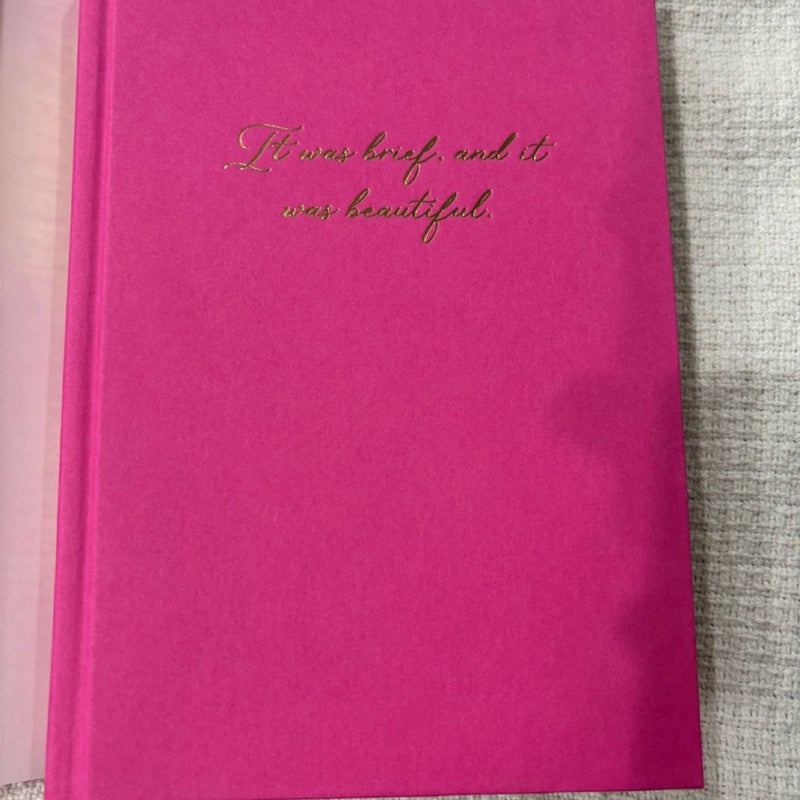 It was brief, and it
was beautiful.